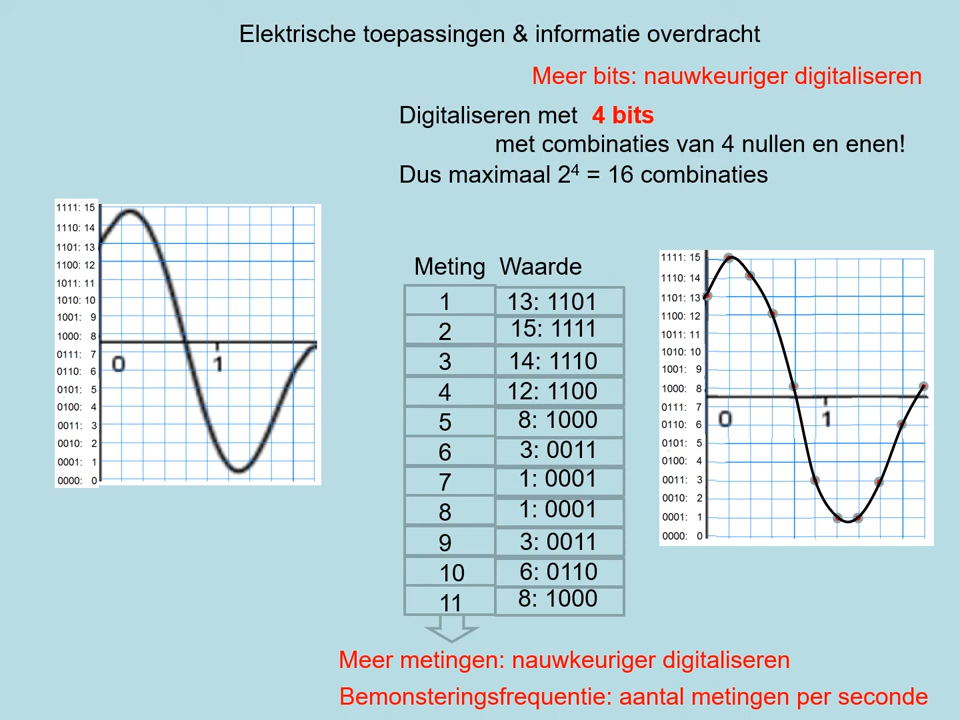 Elektrische toepassingen & informatie overdracht
Meer bits: nauwkeuriger digitaliseren
Digitaliseren met 4 bits
met combinaties van 4 nullen en enen!
Dus maximaal 2⁴ = 16 combinaties
1111: 15
1110: 14
1101: 13
1100: 12
1011: 11
1010: 10
1001: 9
1000: 8
0111: 7
0110: 6
0101: 5
0100: 4
0011: 3
0010: 2
0001: 1
0000: 0
0 1
Meting Waarde
1 13: 1101
2 15: 1111
3 14: 1110
4 12: 1100
5 8: 1000
6 3: 0011
7 1: 0001
8 1: 0001
9 3: 0011
10 6: 0110
11 8: 1000
1111: 15
1110: 14
1101: 13
1100: 12
1011: 11
1010: 10
1001: 9
1000: 8
0111: 7
0110: 6
0101: 5
0100: 4
0011: 3
0010: 2
0001: 1
0000: 0
0 1
Meer metingen: nauwkeuriger digitaliseren
Bemonsteringsfrequentie: aantal metingen per seconde